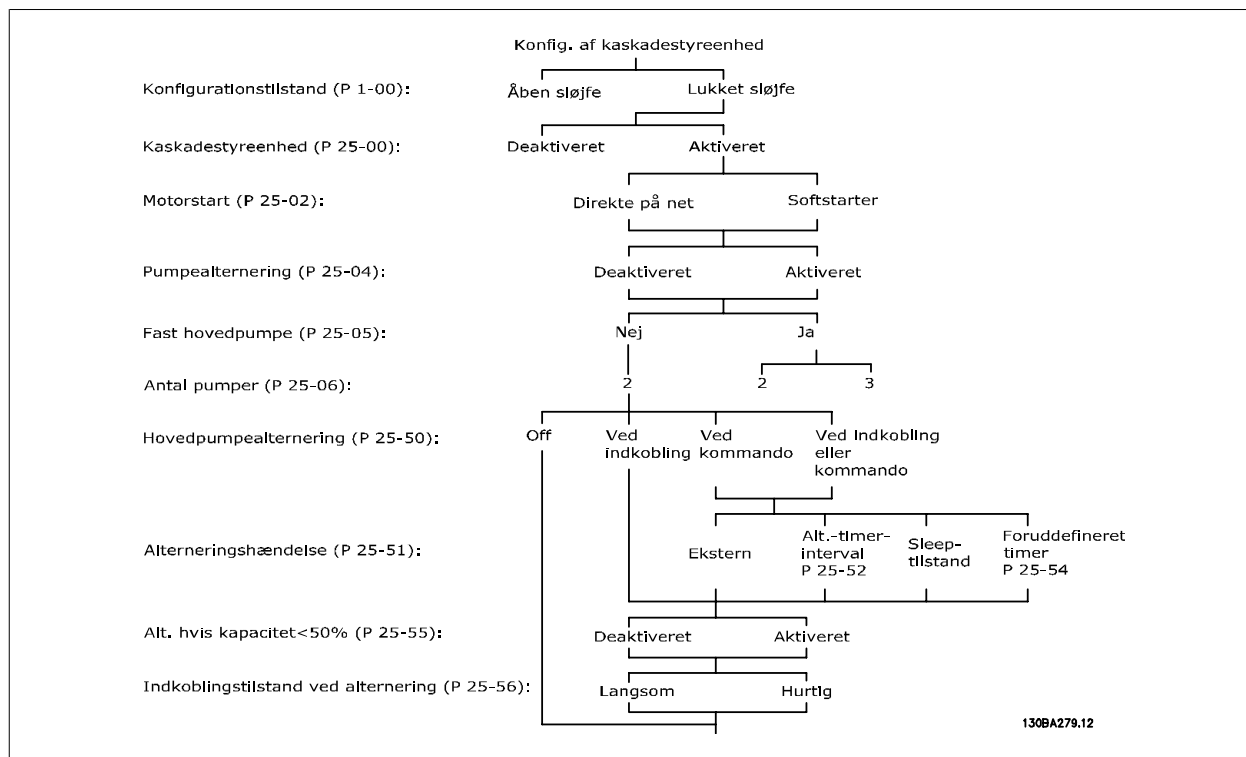 Konfig. af kaskadestyreenhed
Konfigurationstilstand (P 1-00):
Åben sløjfe
Lukket sløjfe
Kaskadestyreenhed (P 25-00):
Deaktiveret
Aktiveret
Motorstart (P 25-02):
Direkte på net
Softstarter
Pumpealternering (P 25-04):
Deaktiveret
Aktiveret
Fast hovedpumpe (P 25-05):
Nej
Ja
Antal pumper (P 25-06):
2
2
3
Hovedpumpealternering (P 25-50):
Off
Ved
indkobling
Ved
kommando
Ved indkobling
eller
kommando
Alterneringshændelse (P 25-51):
Ekstern
Alt.-timer-
interval
P 25-52
Sleep-
tilstand
Foruddefineret
timer
P 25-54
Alt. hvis kapacitet<50% (P 25-55):
Deaktiveret
Aktiveret
Indkoblingstilstand ved alternering (P 25-56):
Langsom
Hurtig
130BA279.12